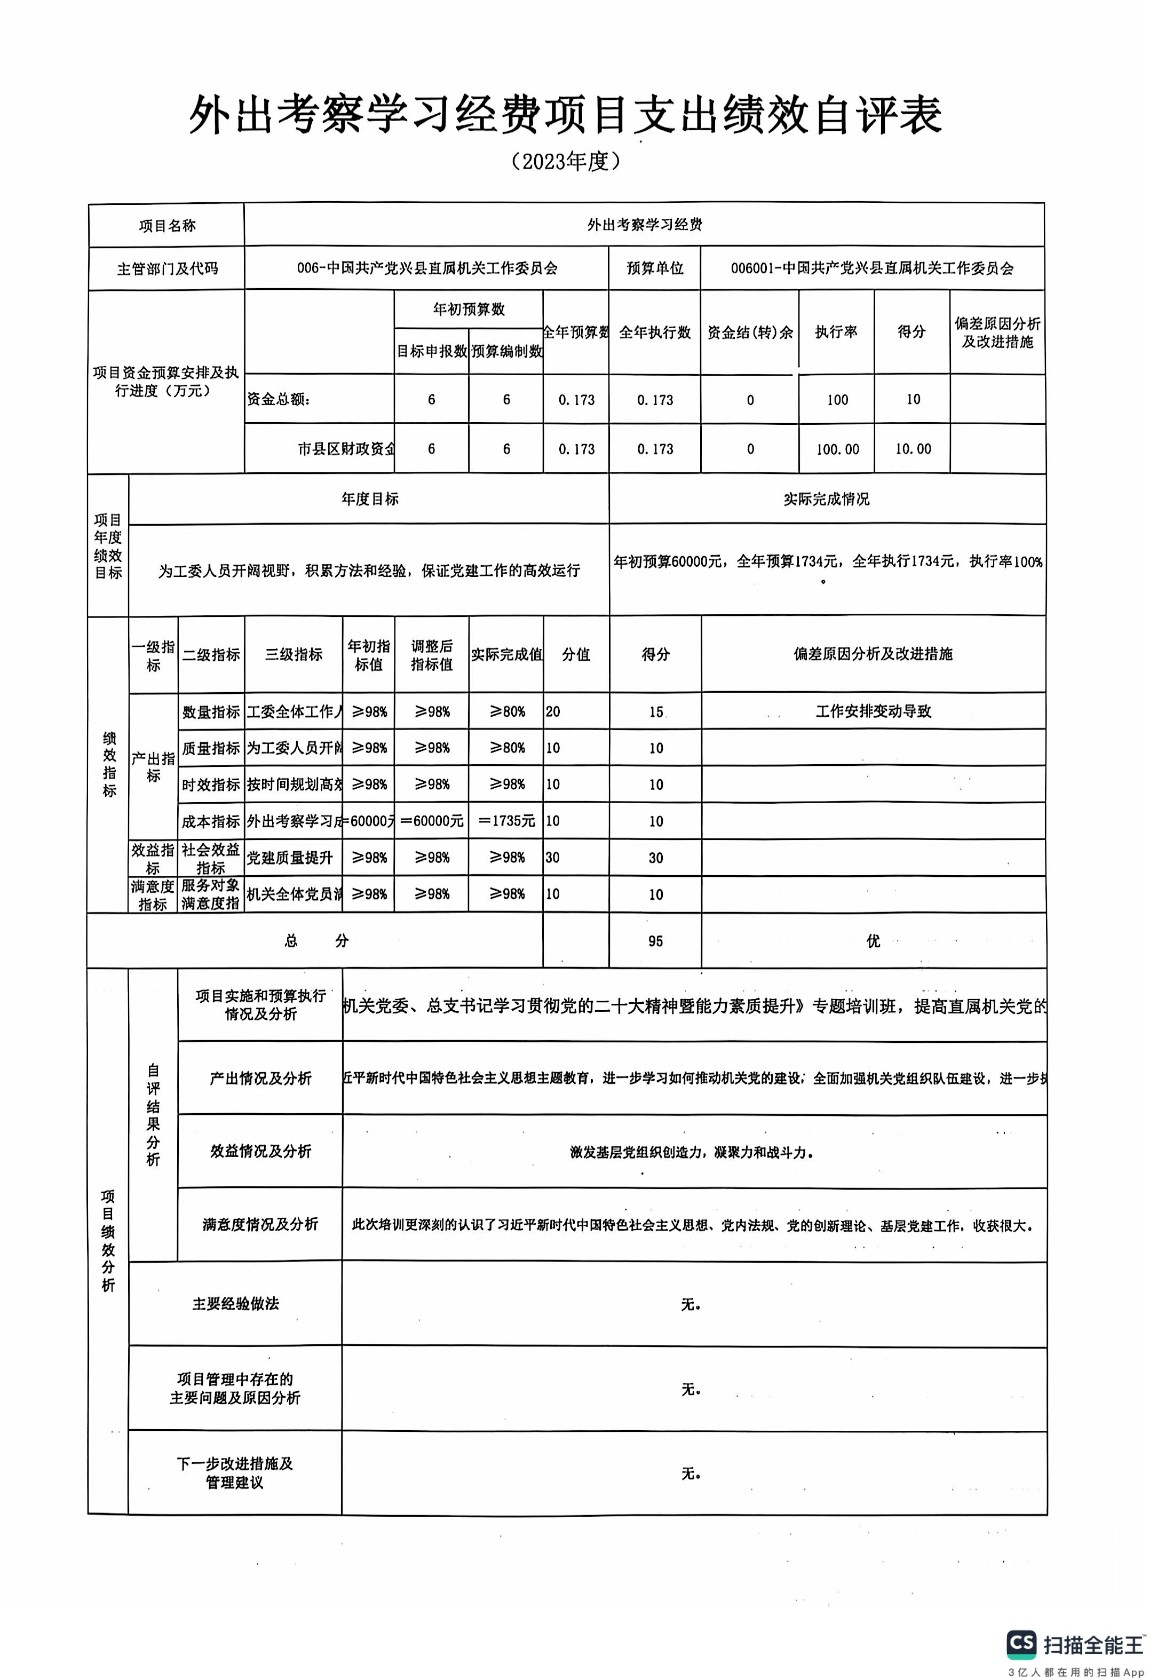 外出考察学习经费项目支出绩效自评表
（2023年度）
项目名称 外出考察学习经费
主管部门及代码 006-中国共产党兴县直属机关工作委员会 预算单位 006001-中国共产党兴县直属机关工作委员会
项目资金预算安排及执行进度（万元）
年初预算数 全年预算数 全年执行数 资金结(转)余 执行率 得分 偏差原因分析及改进措施
目标申报数 预算编制数
资金总额： 6 6 0.173 0.173 0 100 10
市县区财政资金 6 6 0.173 0.173 0 100.00 10.00
项目年度绩效目标
年度目标 实际完成情况
为工委人员开阔视野，积累方法和经验，保证党建工作的高效运行 年初预算60000元，全年预算1734元，全年执行1734元，执行率100%。
绩效指标
一级指标 二级指标 三级指标 年初指标值 调整后指标值 实际完成值 分值 得分 偏差原因分析及改进措施
产出指标
数量指标 工委全体工作人 ≥98% ≥98% ≥80% 20 15 工作安排变动导致
质量指标 为工委人员开阔 ≥98% ≥98% ≥80% 10 10
时效指标 按时间规划高效 ≥98% ≥98% ≥98% 10 10
成本指标 外出考察学习成 =60000元 ＝60000元 ＝1735元 10 10
效益指标 社会效益指标 党建质量提升 ≥98% ≥98% ≥98% 30 30
满意度指标 服务对象满意度指 机关全体党员满 ≥98% ≥98% ≥98% 10 10
总 分 95 优
项目绩效分析
自评结果分析
项目实施和预算执行情况及分析 机关党委、总支书记学习贯彻党的二十大精神暨能力素质提升》专题培训班，提高直属机关党的
产出情况及分析 近平新时代中国特色社会主义思想主题教育，进一步学习如何推动机关党的建设；全面加强机关党组织队伍建设，进一步
效益情况及分析 激发基层党组织创造力，凝聚力和战斗力。
满意度情况及分析 此次培训更深刻的认识了习近平新时代中国特色社会主义思想、党内法规、党的创新理论、基层党建工作，收获很大。
主要经验做法 无。
项目管理中存在的主要问题及原因分析 无。
下一步改进措施及管理建议 无。
CS 扫描全能王
3亿人都在用的扫描App